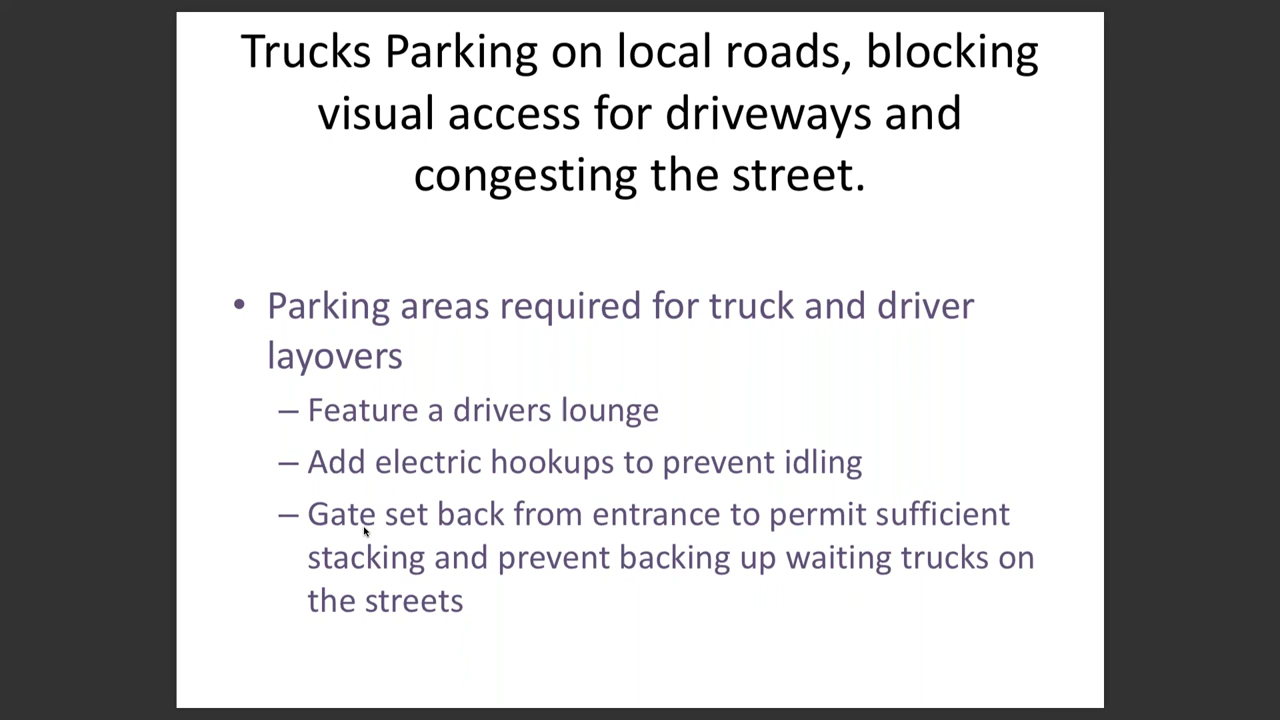 Trucks Parking on local roads, blocking
visual access for driveways and
congesting the street.
• Parking areas required for truck and driver
layovers
– Feature a drivers lounge
– Add electric hookups to prevent idling
– Gate set back from entrance to permit sufficient
stacking and prevent backing up waiting trucks on
the streets